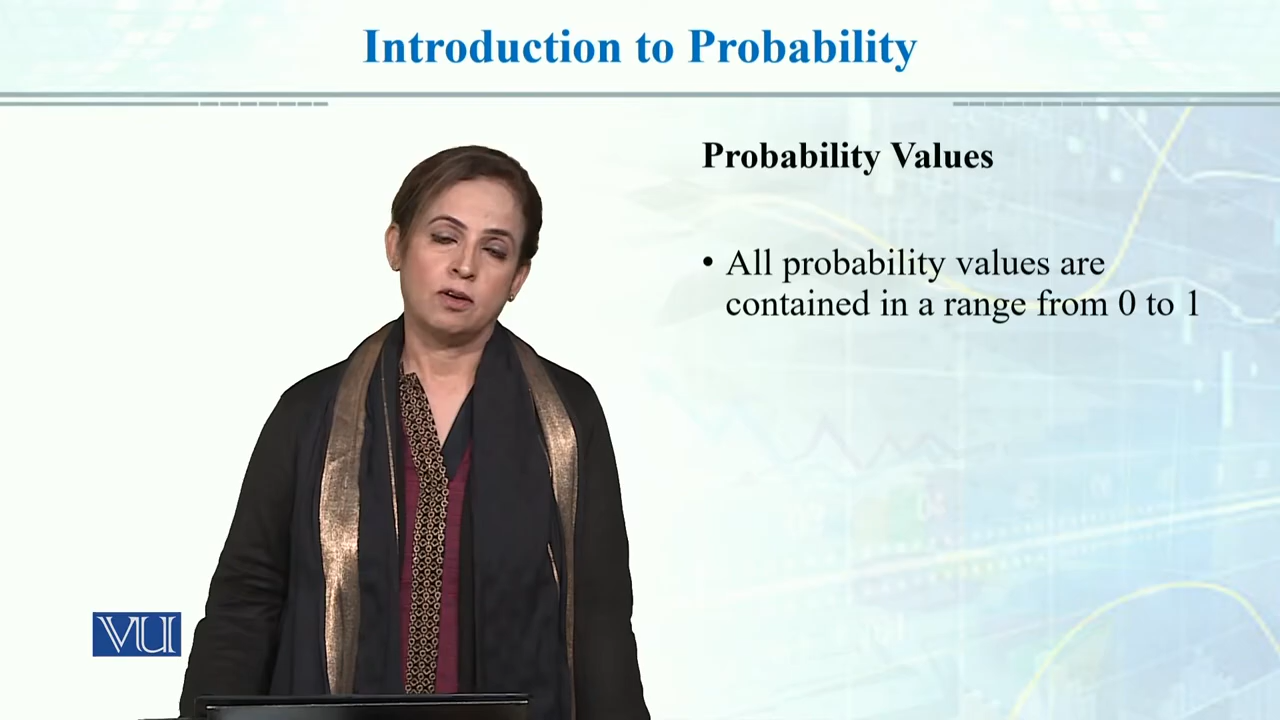 Introduction to Probability
Probability Values
• All probability values are
contained in a range from 0 to 1
VU